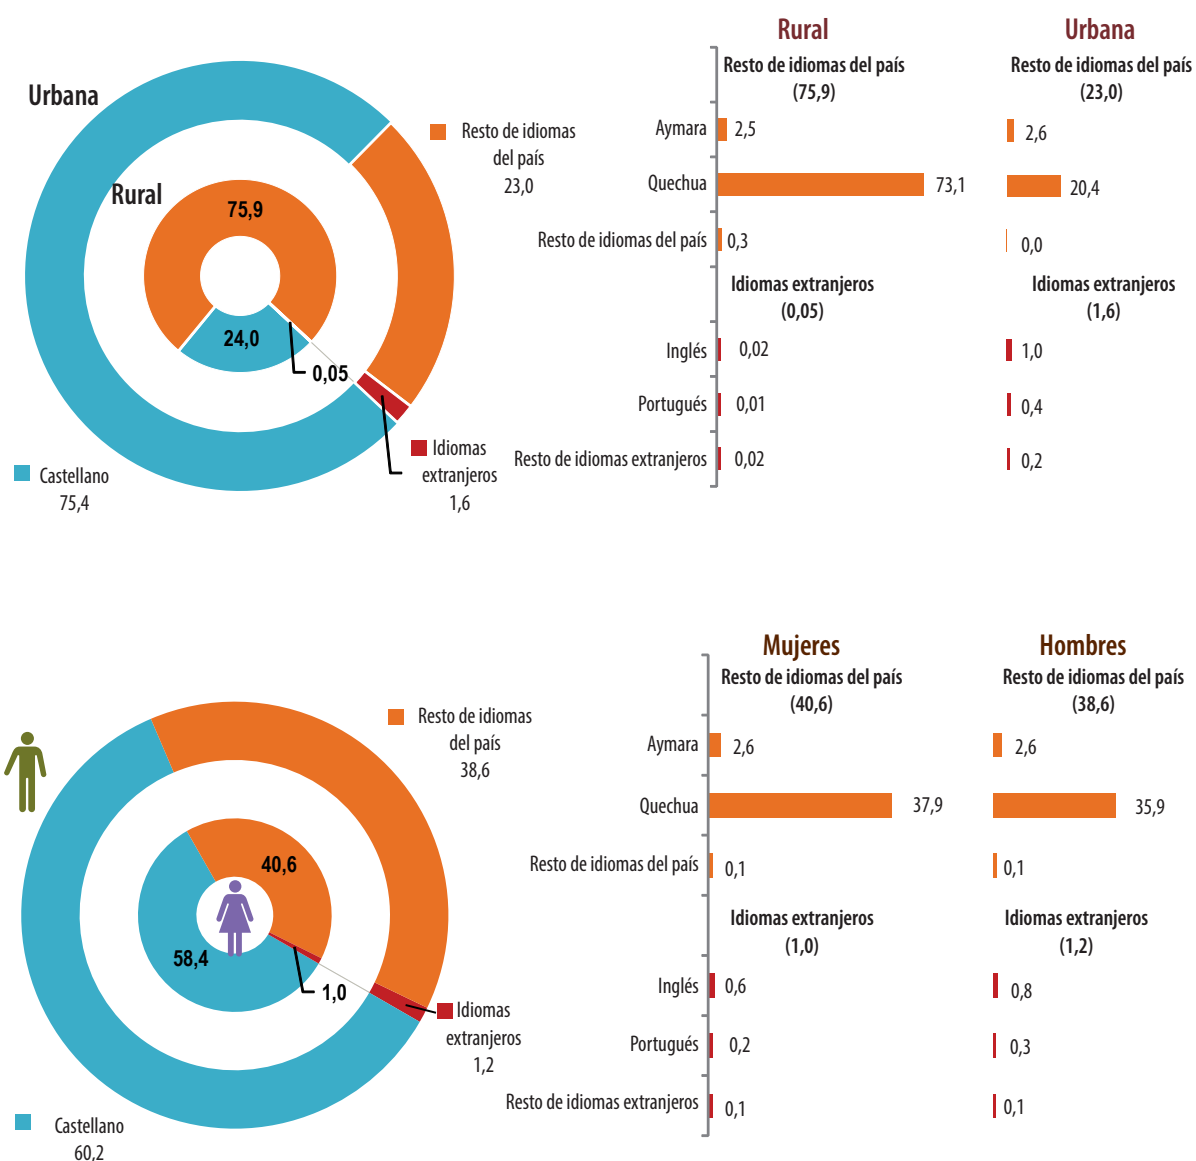 Urbana
Rural
75,9
24,0
0,05
Resto de idiomas
del país
23,0
Idiomas
extranjeros
1,6
Castellano
75,4
Rural
Urbana
Resto de idiomas del país
(75,9)
Resto de idiomas del país
(23,0)
Aymara 2,5 2,6
Quechua 73,1 20,4
Resto de idiomas del país 0,3 0,0
Idiomas extranjeros
(0,05)
Idiomas extranjeros
(1,6)
Inglés 0,02 1,0
Portugués 0,01 0,4
Resto de idiomas extranjeros 0,02 0,2
Resto de idiomas
del país
38,6
40,6
58,4
1,0
Idiomas
extranjeros
1,2
Castellano
60,2
Mujeres
Hombres
Resto de idiomas del país
(40,6)
Resto de idiomas del país
(38,6)
Aymara 2,6 2,6
Quechua 37,9 35,9
Resto de idiomas del país 0,1 0,1
Idiomas extranjeros
(1,0)
Idiomas extranjeros
(1,2)
Inglés 0,6 0,8
Portugués 0,2 0,3
Resto de idiomas extranjeros 0,1 0,1